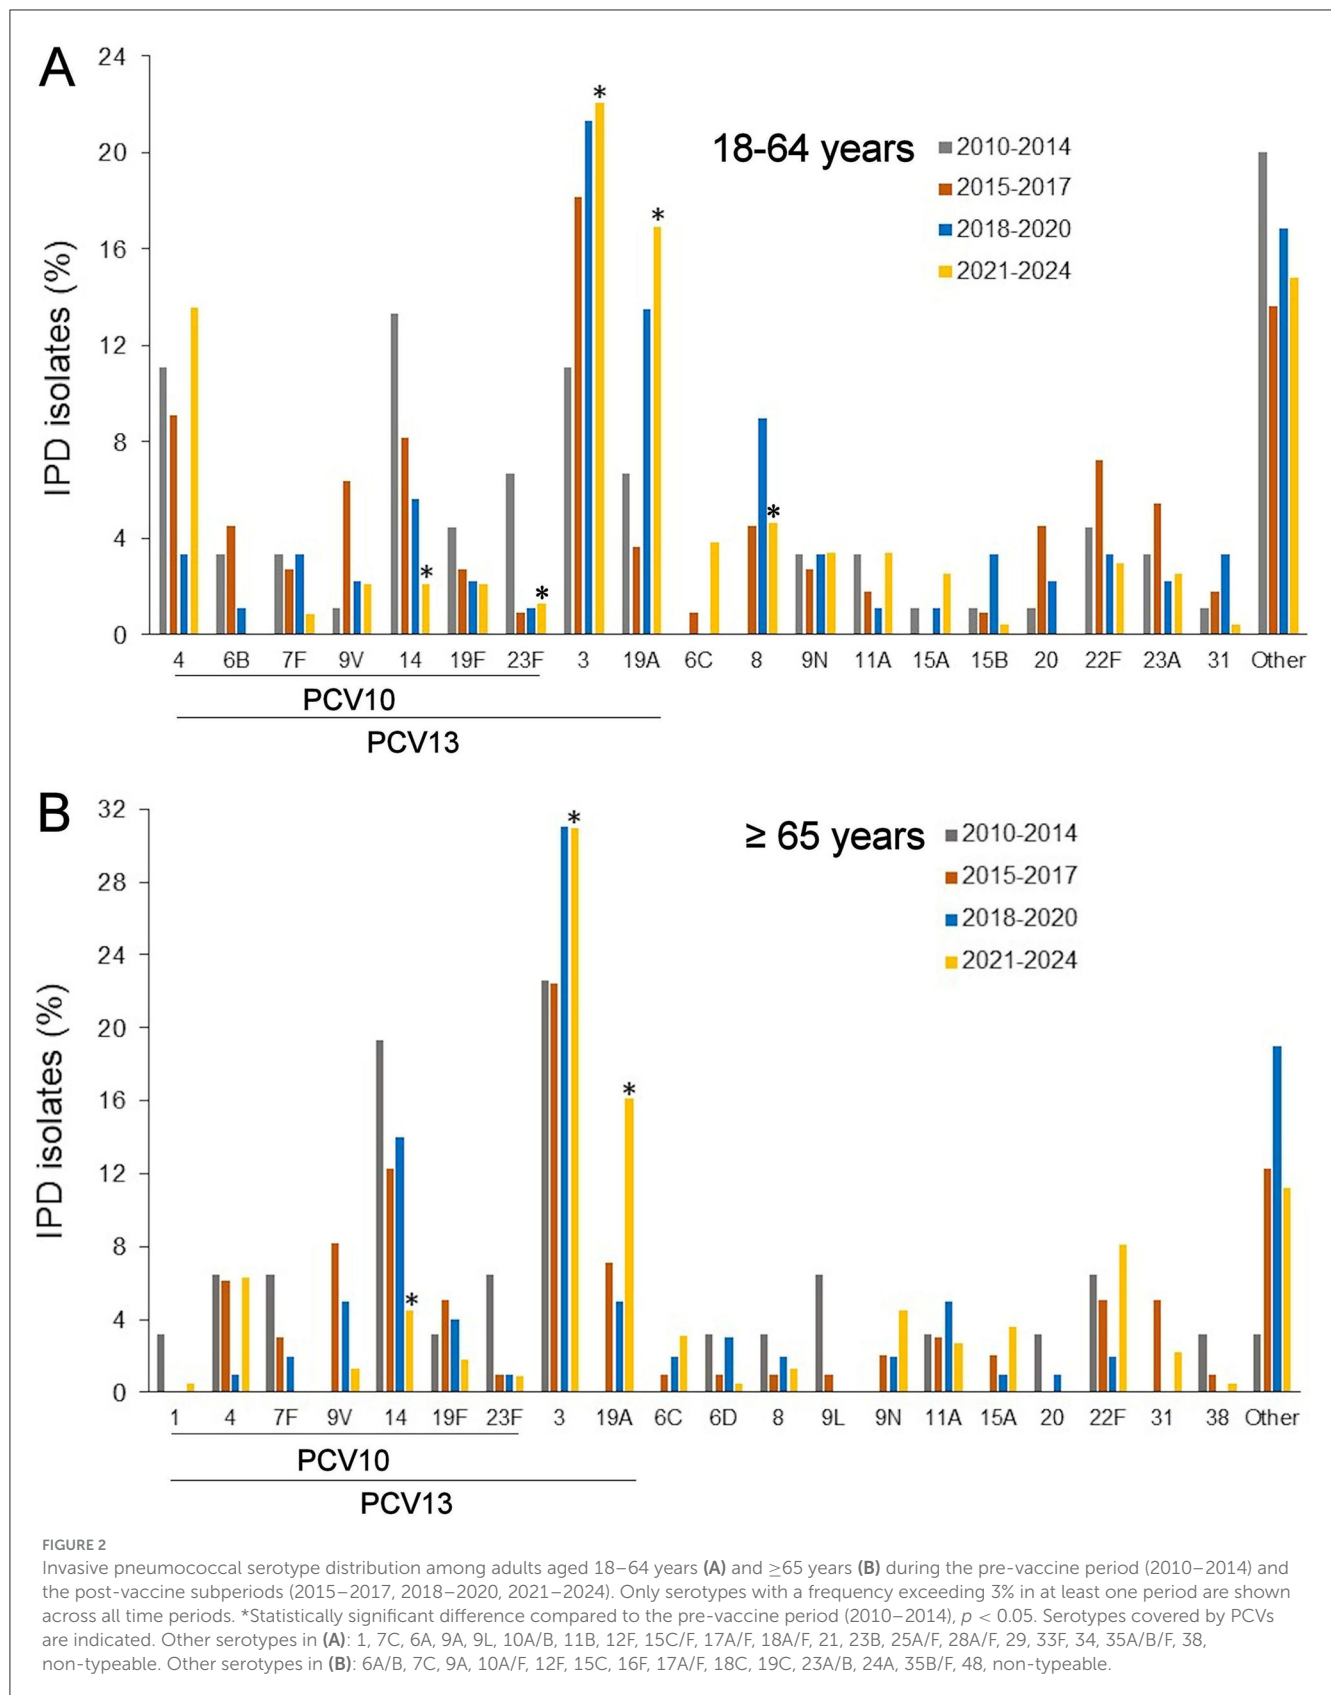 A
24
20
16
12
8
4
0
IPD isolates (%)
18-64 years
2010-2014
2015-2017
2018-2020
2021-2024
* * * * *
4 6B 7F 9V 14 19F 23F 3 19A 6C 8 9N 11A 15A 15B 20 22F 23A 31 Other
PCV10
PCV13
B
32
28
24
20
16
12
8
4
0
IPD isolates (%)
≥ 65 years
2010-2014
2015-2017
2018-2020
2021-2024
* * *
1 4 7F 9V 14 19F 23F 3 19A 6C 6D 8 9L 9N 11A 15A 20 22F 31 38 Other
PCV10
PCV13
FIGURE 2
Invasive pneumococcal serotype distribution among adults aged 18–64 years (A) and ≥65 years (B) during the pre-vaccine period (2010–2014) and
the post-vaccine subperiods (2015–2017, 2018–2020, 2021–2024). Only serotypes with a frequency exceeding 3% in at least one period are shown
across all time periods. *Statistically significant difference compared to the pre-vaccine period (2010–2014), p < 0.05. Serotypes covered by PCVs
are indicated. Other serotypes in (A): 1, 7C, 6A, 9A, 9L, 10A/B, 11B, 12F, 15C/F, 17A/F, 18A/F, 21, 23B, 25A/F, 28A/F, 29, 33F, 34, 35A/B/F, 38,
non-typeable. Other serotypes in (B): 6A/B, 7C, 9A, 10A/F, 12F, 15C, 16F, 17A/F, 18C, 19C, 23A/B, 24A, 35B/F, 48, non-typeable.